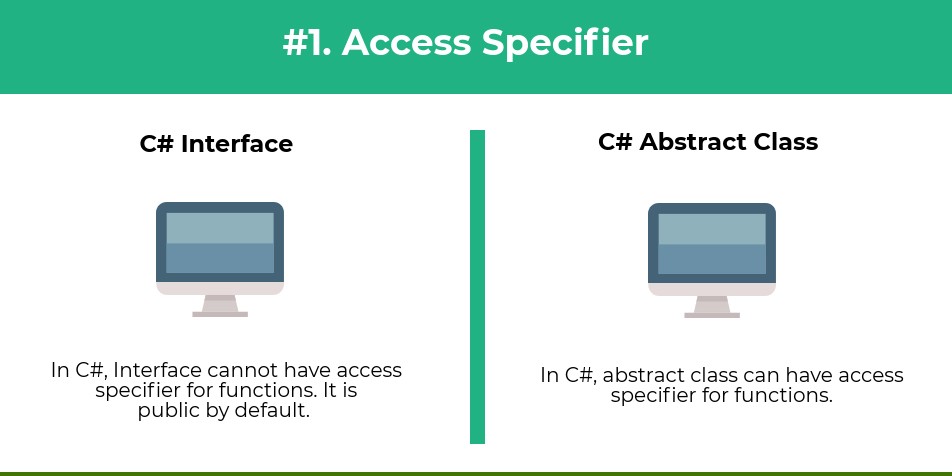 #1. Access Specifier
C# Interface
In C#, Interface cannot have access
specifier for functions. It is
public by default.
C# Abstract Class
In C#, abstract class can have access
specifier for functions.